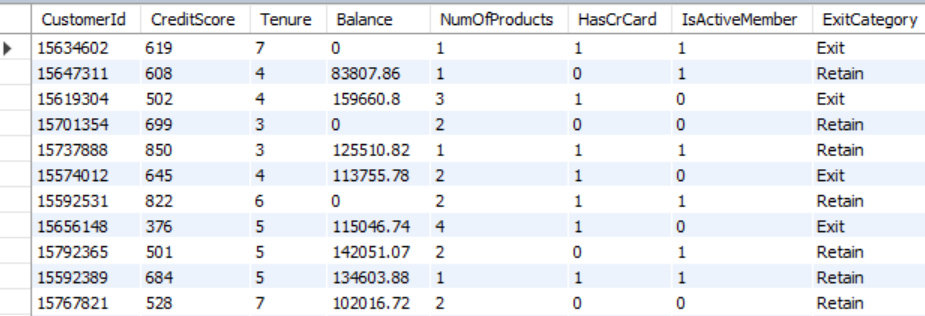 CustomerId CreditScore Tenure Balance NumOfProducts HasCrCard IsActiveMember ExitCategory
15634602 619 7 0 1 1 1 Exit
15647311 608 4 83807.86 1 0 1 Retain
15619304 502 4 159660.8 3 1 0 Exit
15701354 699 3 0 2 0 0 Retain
15737888 850 3 125510.82 1 1 1 Retain
15574012 645 4 113755.78 2 1 0 Exit
15592531 822 6 0 2 1 1 Retain
15656148 376 5 115046.74 4 1 0 Exit
15792365 501 5 142051.07 2 0 1 Retain
15592389 684 5 134603.88 1 1 1 Retain
15767821 528 7 102016.72 2 0 0 Retain